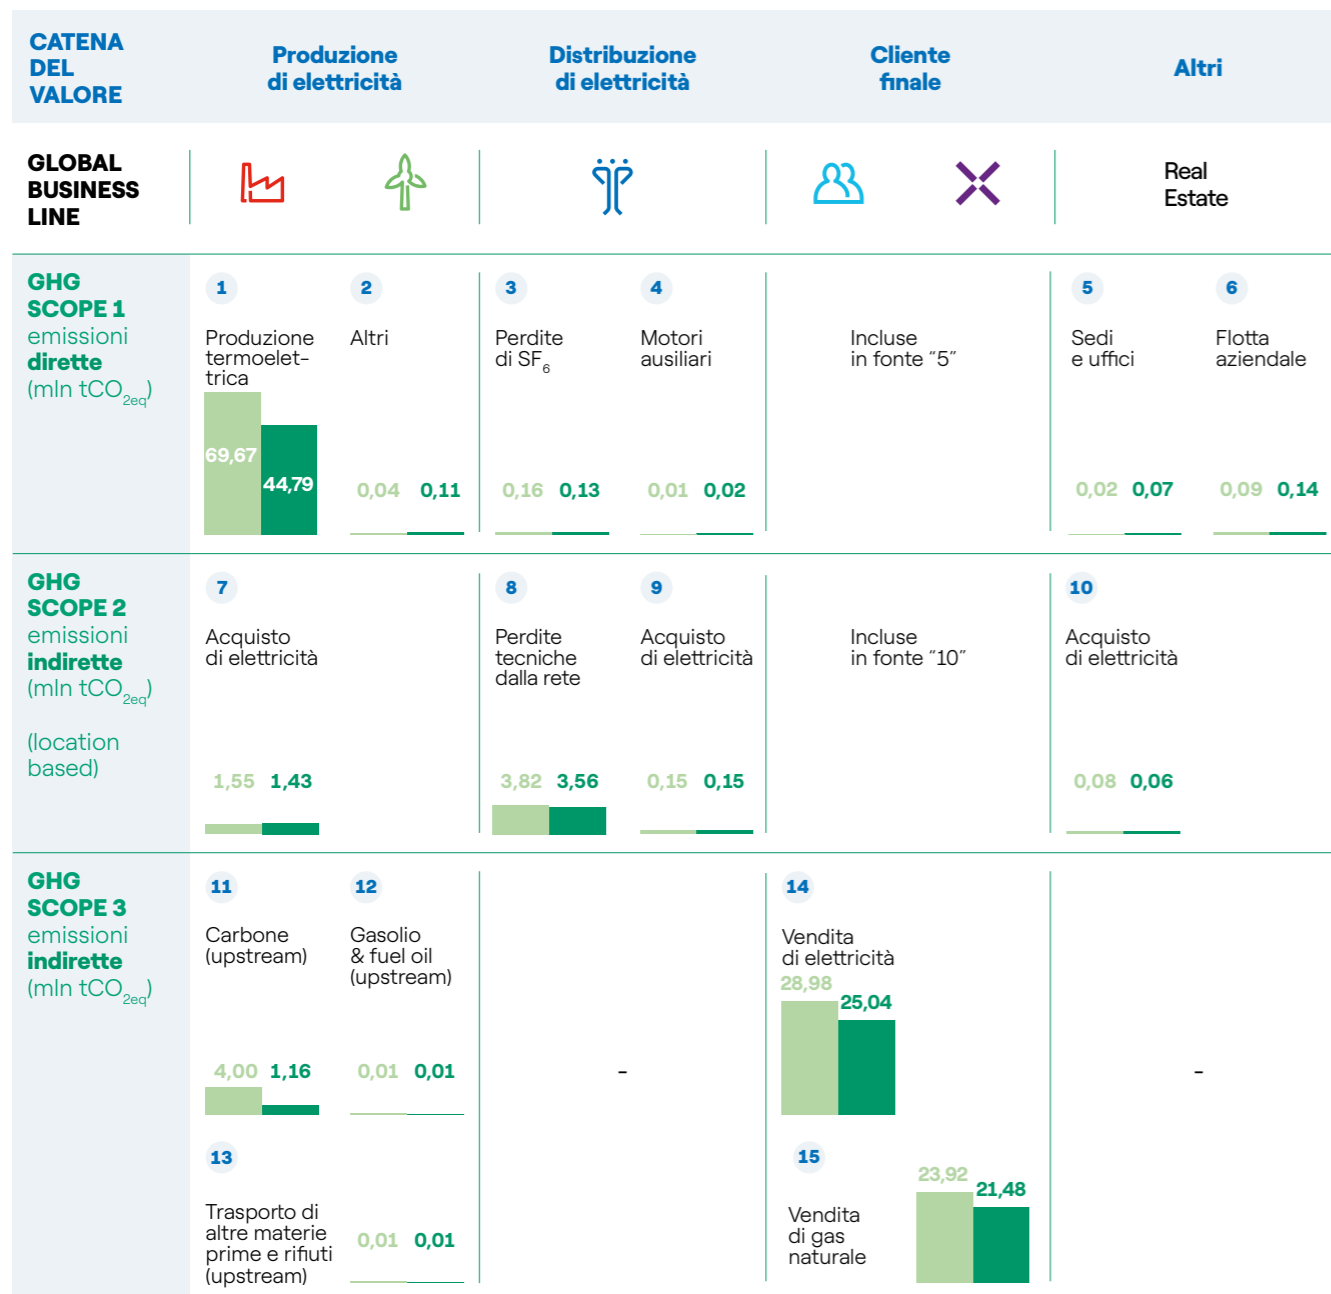 CATENA
DEL
VALORE
Produzione
di elettricità
Distribuzione
di elettricità
Cliente
finale
Altri
GLOBAL
BUSINESS
LINE
Real
Estate
GHG
SCOPE 1
emissioni
dirette
(mln tCO2eq)
1
Produzione
termoelet-
trica
69,67
44,79
2
Altri
0,04 0,11
3
Perdite
di SF6
0,16 0,13
4
Motori
ausiliari
0,01 0,02
Incluse
in fonte “5”
5
Sedi
e uffici
0,02 0,07
6
Flotta
aziendale
0,09 0,14
GHG
SCOPE 2
emissioni
indirette
(mln tCO2eq)
(location
based)
7
Acquisto
di elettricità
1,55 1,43
8
Perdite
tecniche
dalla rete
3,82 3,56
9
Acquisto
di elettricità
0,15 0,15
Incluse
in fonte “10”
10
Acquisto
di elettricità
0,08 0,06
GHG
SCOPE 3
emissioni
indirette
(mln tCO2eq)
11
Carbone
(upstream)
4,00 1,16
12
Gasolio
& fuel oil
(upstream)
0,01 0,01
13
Trasporto di
altre materie
prime e rifiuti
(upstream)
0,01 0,01
-
14
Vendita
di elettricità
28,98
25,04
15
Vendita
di gas
naturale
23,92
21,48
-